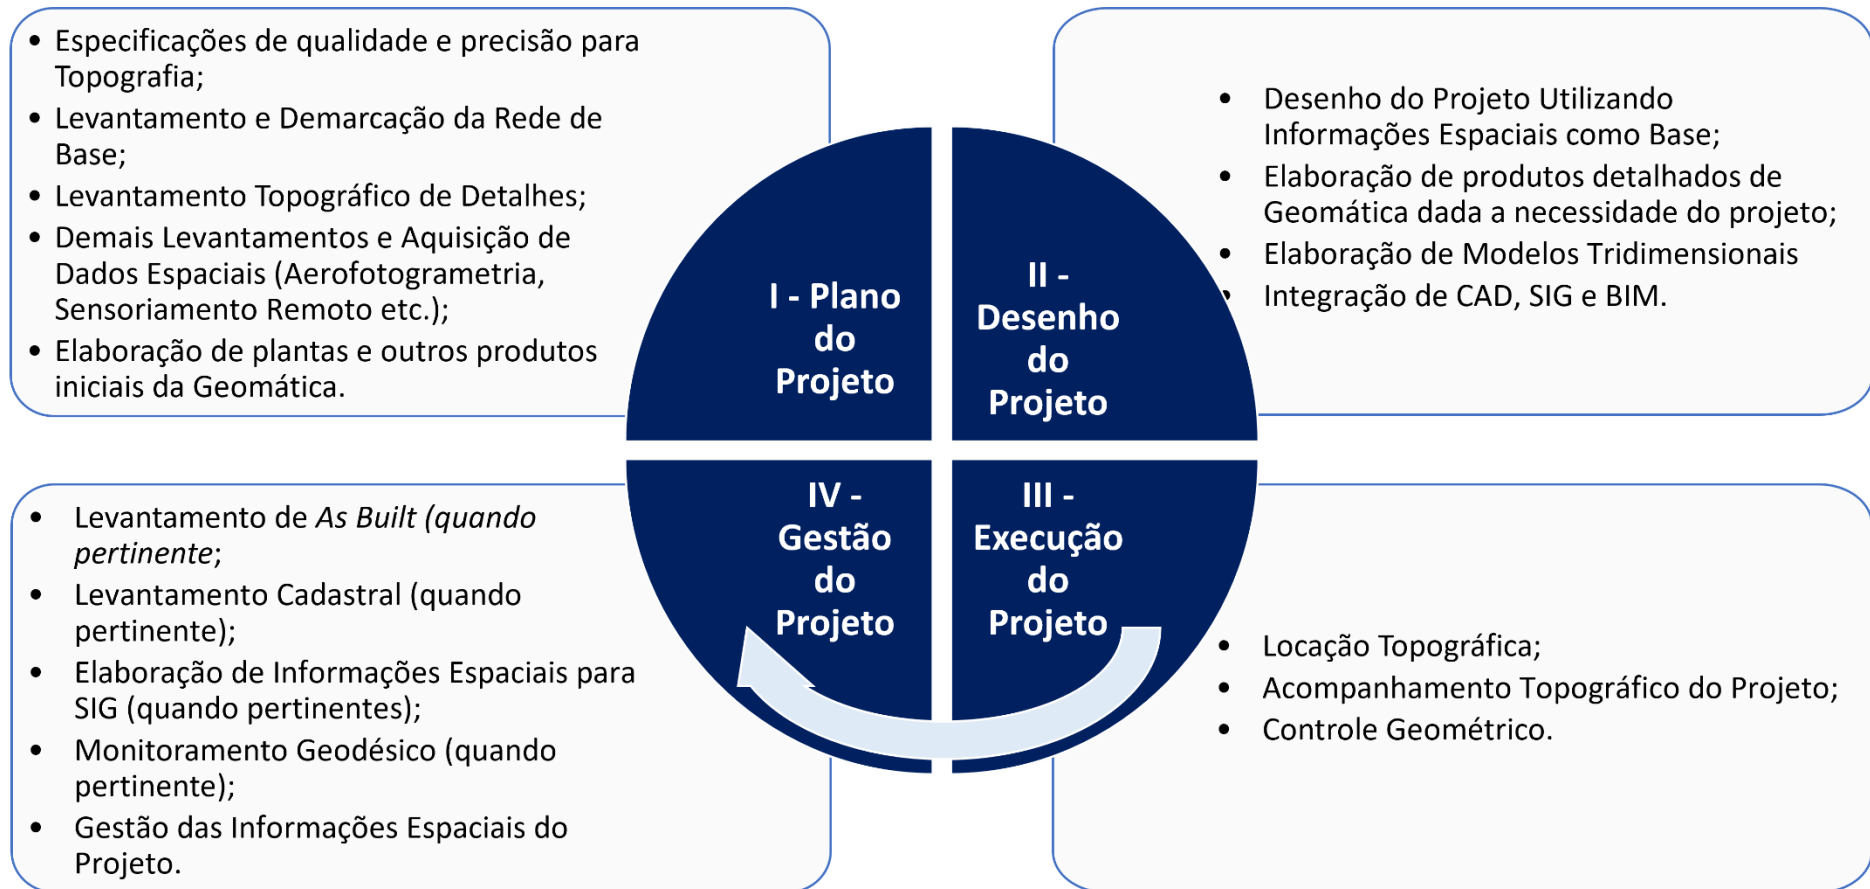 • Especificações de qualidade e precisão para
Topografia;
• Levantamento e Demarcação da Rede de
Base;
• Levantamento Topográfico de Detalhes;
• Demais Levantamentos e Aquisição de
Dados Espaciais (Aerofotogrametria,
Sensoriamento Remoto etc.);
• Elaboração de plantas e outros produtos
iniciais da Geomática.
I - Plano
do
Projeto
II -
Desenho
do
Projeto
• Desenho do Projeto Utilizando
Informações Espaciais como Base;
• Elaboração de produtos detalhados de
Geomática dada a necessidade do projeto;
• Elaboração de Modelos Tridimensionais
• Integração de CAD, SIG e BIM.
• Levantamento de As Built (quando
pertinente;
• Levantamento Cadastral (quando
pertinente);
• Elaboração de Informações Espaciais para
SIG (quando pertinentes);
• Monitoramento Geodésico (quando
pertinente);
• Gestão das Informações Espaciais do
Projeto.
IV -
Gestão
do
Projeto
III -
Execução
do
Projeto
• Locação Topográfica;
• Acompanhamento Topográfico do Projeto;
• Controle Geométrico.